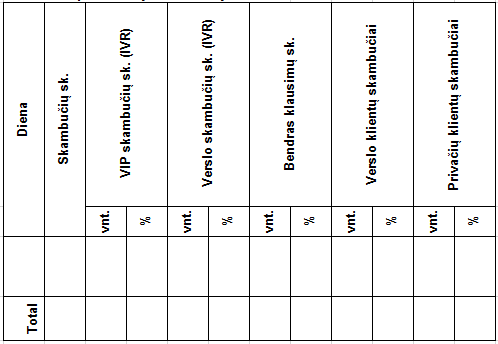 Diena
Skambučių sk.
VIP skambučių sk. (IVR)
Verslo skambučių sk. (IVR)
Bendras klausimų sk.
Verslo klientų skambučiai
Privačių klientų skambučiai
vnt.
%
vnt.
%
vnt.
%
vnt.
%
vnt.
%
Total